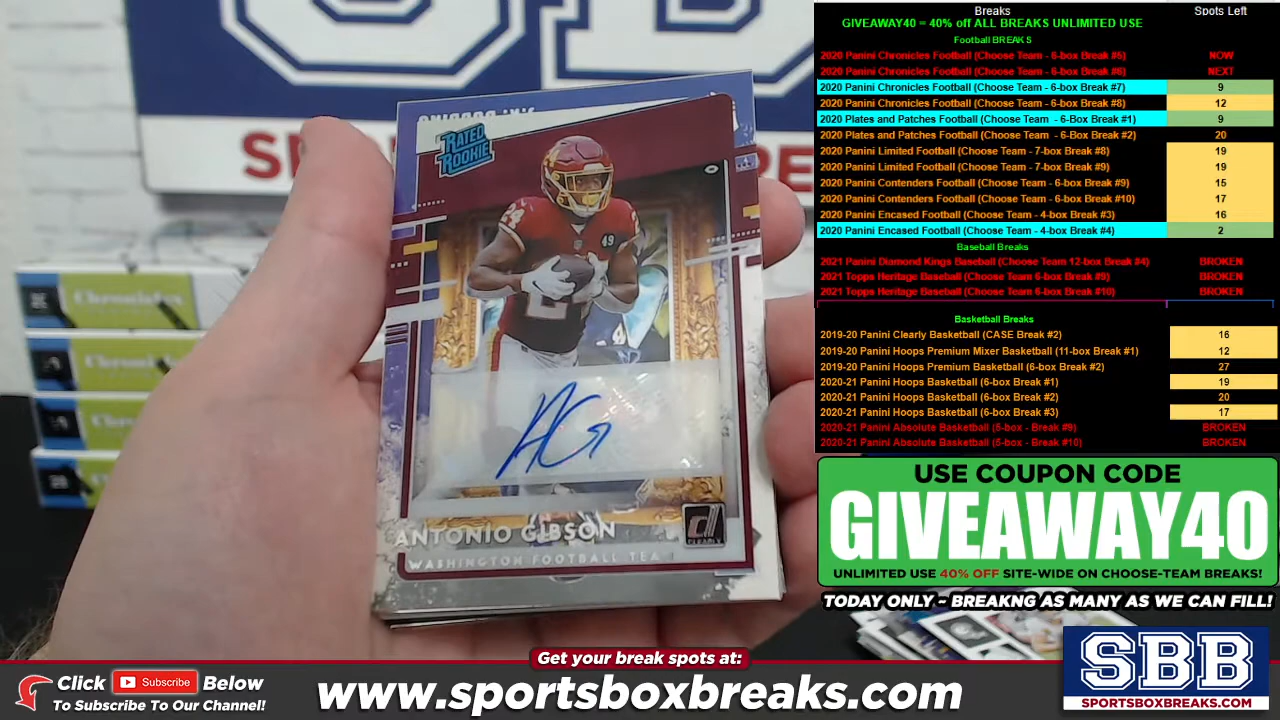 Breaks Spots Left
GIVEAWAY40 = 40% off ALL BREAKS UNLIMITED USE
Football BREAKS
2020 Panini Chronicles Football (Choose Team - 6-box Break #5) NOW
2020 Panini Chronicles Football (Choose Team - 6-box Break #6) NEXT
2020 Panini Chronicles Football (Choose Team - 6-box Break #7) 9
2020 Panini Chronicles Football (Choose Team - 6-box Break #8) 12
2020 Plates and Patches Football (Choose Team - 6-Box Break #1) 9
2020 Plates and Patches Football (Choose Team - 6-Box Break #2) 20
2020 Panini Limited Football (Choose Team - 7-box Break #8) 19
2020 Panini Limited Football (Choose Team - 7-box Break #9) 19
2020 Panini Contenders Football (Choose Team - 6-box Break #9) 15
2020 Panini Contenders Football (Choose Team - 6-box Break #10) 17
2020 Panini Encased Football (Choose Team - 4-box Break #3) 16
2020 Panini Encased Football (Choose Team - 4-box Break #4) 2
Baseball Breaks
2021 Panini Diamond Kings Baseball (Choose Team 12-box Break #4) BROKEN
2021 Topps Heritage Baseball (Choose Team 6-box Break #9) BROKEN
2021 Topps Heritage Baseball (Choose Team 6-box Break #10) BROKEN
Basketball Breaks
2019-20 Panini Clearly Basketball (CASE Break #2) 16
2019-20 Panini Hoops Premium Mixer Basketball (11-box Break #1) 12
2019-20 Panini Hoops Premium Basketball (6-box Break #2) 27
2020-21 Panini Hoops Basketball (6-box Break #1) 19
2020-21 Panini Hoops Basketball (6-box Break #2) 20
2020-21 Panini Hoops Basketball (6-box Break #3) 17
2020-21 Panini Absolute Basketball (5-box - Break #9) BROKEN
2020-21 Panini Absolute Basketball (5-box - Break #10) BROKEN
RATED
ROOKIE
24
49
AG
ANTONIO GIBSON
WASHINGTON FOOTBALL TEA
CLEARLY
Chronicles
USE COUPON CODE
GIVEAWAY40
UNLIMITED USE 40% OFF SITE-WIDE ON CHOOSE-TEAM BREAKS!
TODAY ONLY ~ BREAKNG AS MANY AS WE CAN FILL!
Get your break spots at:
Click Subscribe Below
To Subscribe To Our Channel!
www.sportsboxbreaks.com
SBB
SPORTSBOXBREAKS.COM